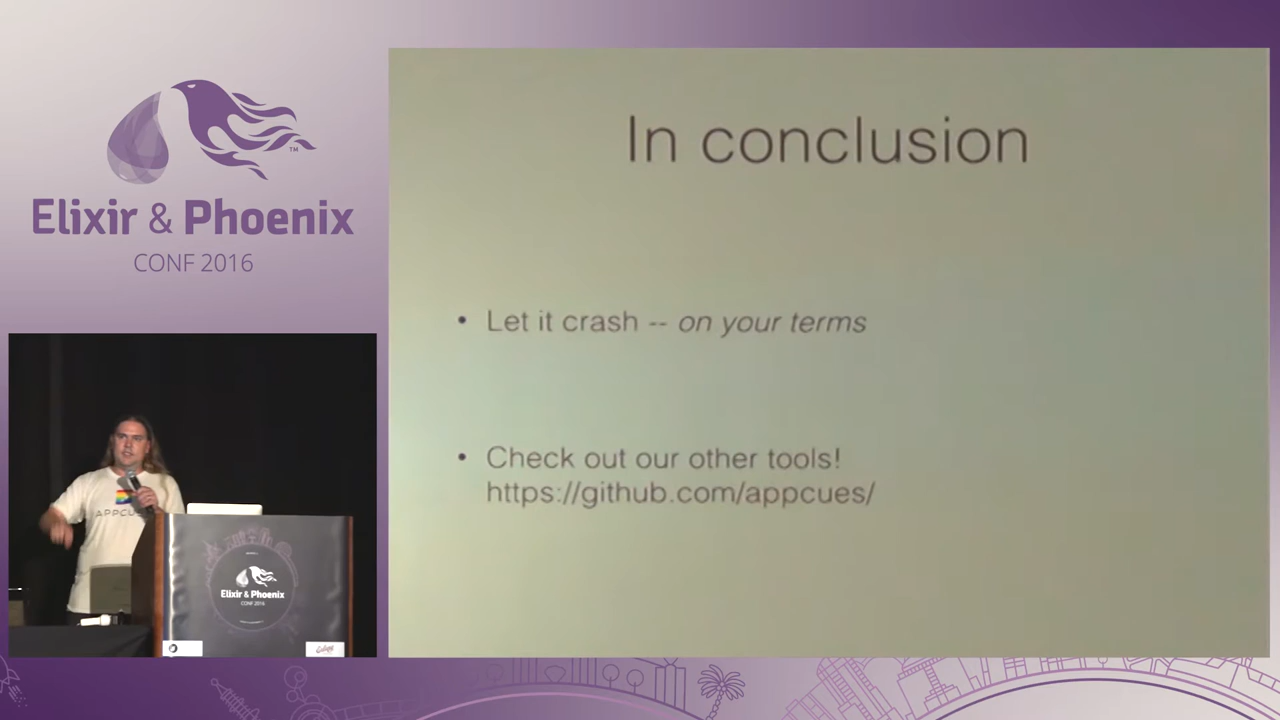 Elixir & Phoenix
CONF 2016
™
In conclusion
• Let it crash -- on your terms
• Check out our other tools!
https://github.com/appcues/
Elixir & Phoenix
CONF 2016